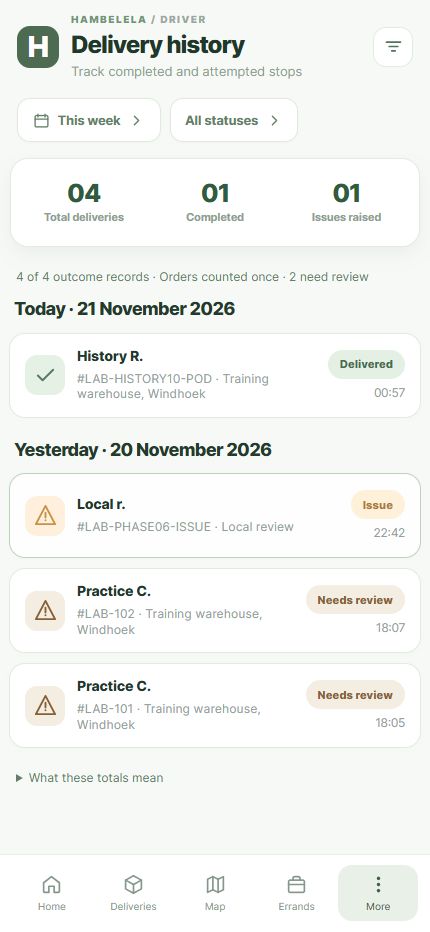 HAMBELELA / DRIVER
H
Delivery history
Track completed and attempted stops
This week
All statuses
04
Total deliveries
01
Completed
01
Issues raised
4 of 4 outcome records · Orders counted once · 2 need review
Today · 21 November 2026
History R.
Delivered
#LAB-HISTORY10-POD · Training
warehouse, Windhoek
00:57
Yesterday · 20 November 2026
Local r.
Issue
#LAB-PHASE06-ISSUE · Local review
22:42
Practice C.
Needs review
#LAB-102 · Training warehouse,
Windhoek
18:07
Practice C.
Needs review
#LAB-101 · Training warehouse,
Windhoek
18:05
What these totals mean
Home
Deliveries
Map
Errands
More